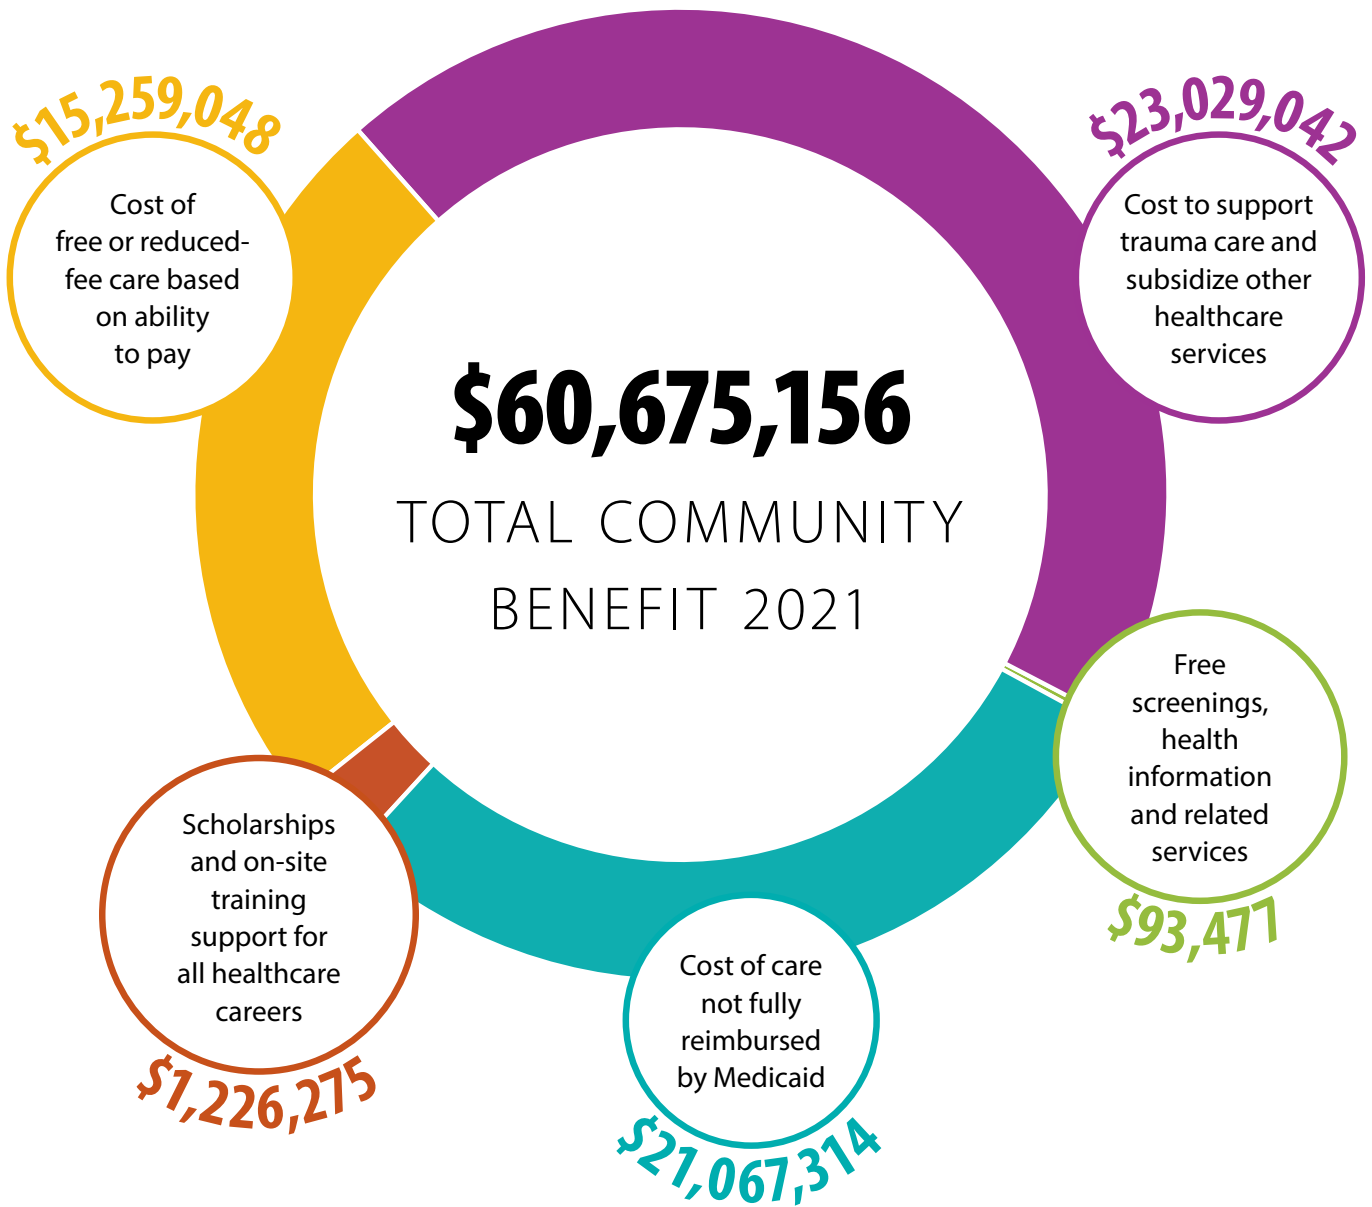 $15,259,048
Cost of
free or reduced-
fee care based
on ability
to pay
$23,029,042
Cost to support
trauma care and
subsidize other
healthcare
services
$60,675,156
TOTAL COMMUNITY
BENEFIT 2021
Free
screenings,
health
information
and related
services
$93,477
Scholarships
and on-site
training
support for
all healthcare
careers
$1,226,275
Cost of care
not fully
reimbursed
by Medicaid
$21,067,314